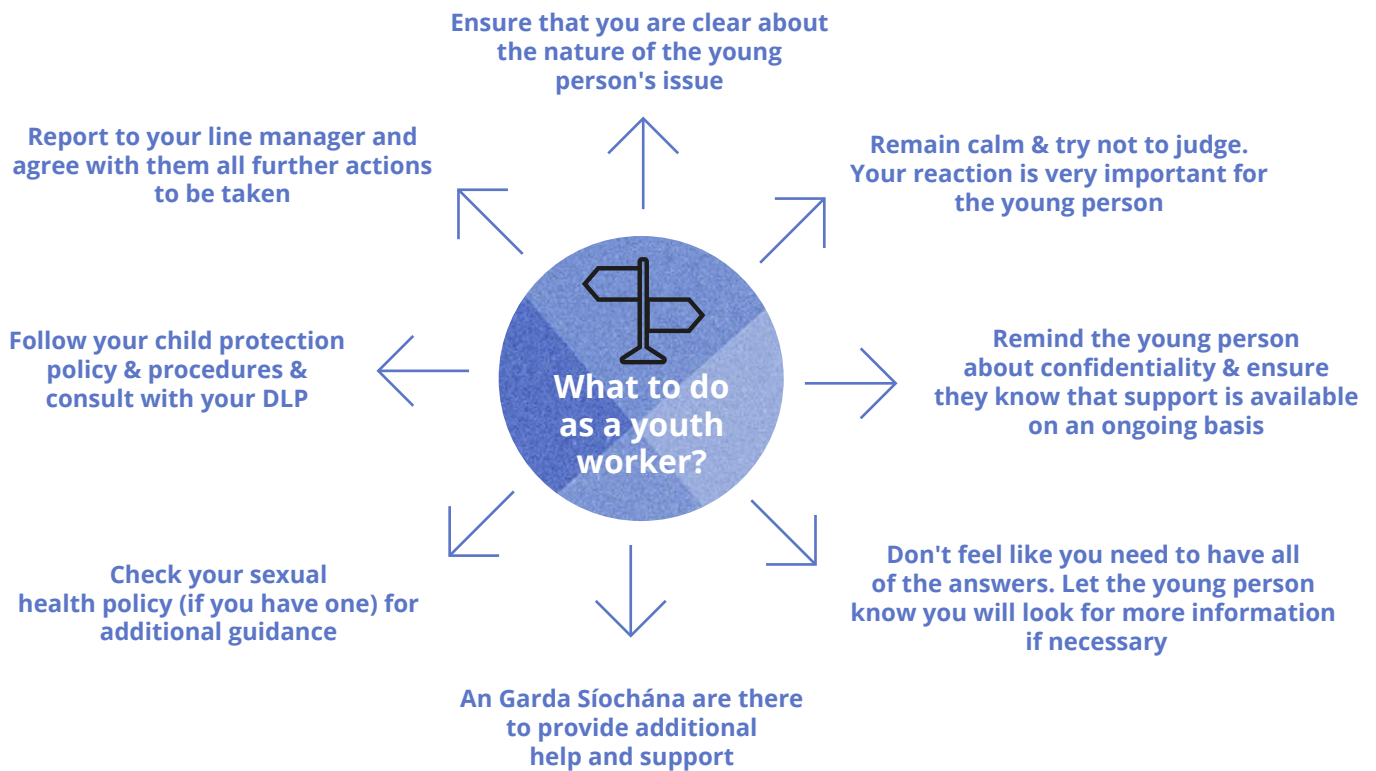 Ensure that you are clear about
the nature of the young
person's issue
Remain calm & try not to judge.
Your reaction is very important for
the young person
Remind the young person
about confidentiality & ensure
they know that support is available
on an ongoing basis
Don't feel like you need to have all
of the answers. Let the young person
know you will look for more information
if necessary
An Garda Síochána are there
to provide additional
help and support
Check your sexual
health policy (if you have one) for
additional guidance
Follow your child protection
policy & procedures &
consult with your DLP
Report to your line manager and
agree with them all further actions
to be taken
What to do
as a youth
worker?